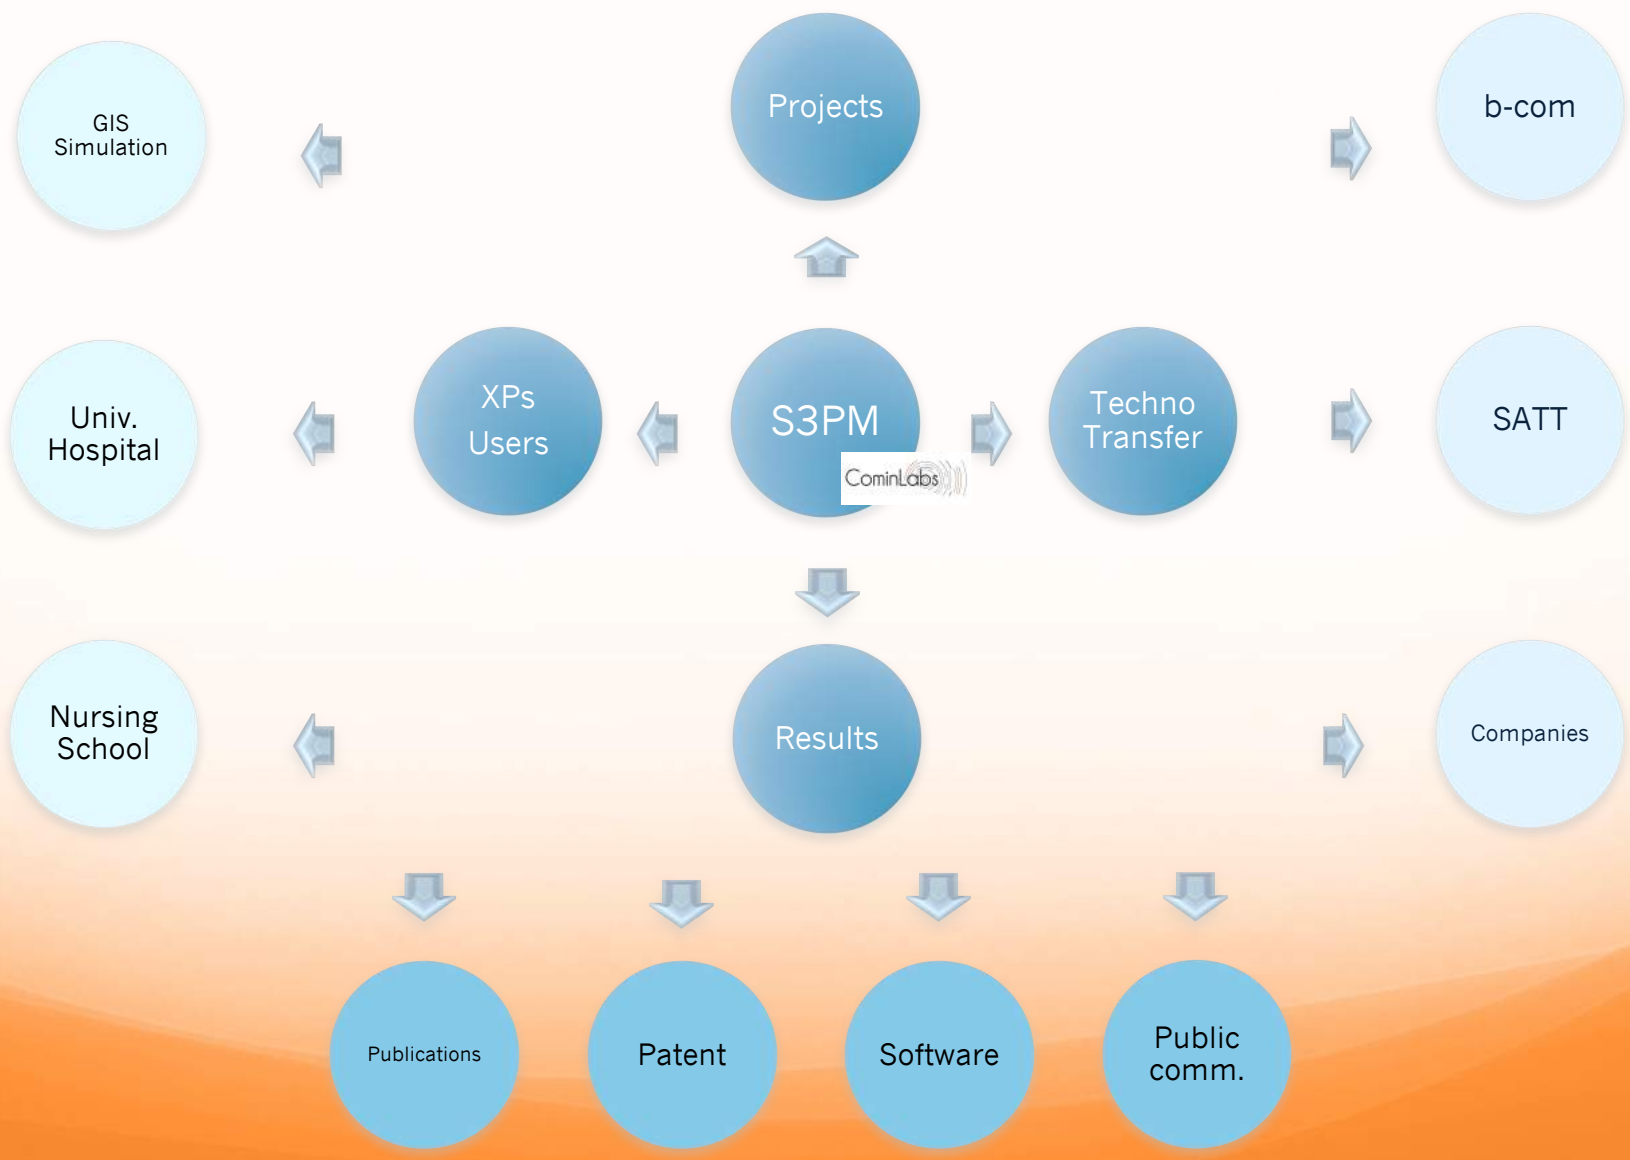 Projects
b-com
GIS
Simulation
XPs
Users
S3PM
CominLabs
Techno
Transfer
SATT
Univ.
Hospital
Nursing
School
Results
Companies
Publications
Patent
Software
Public
comm.